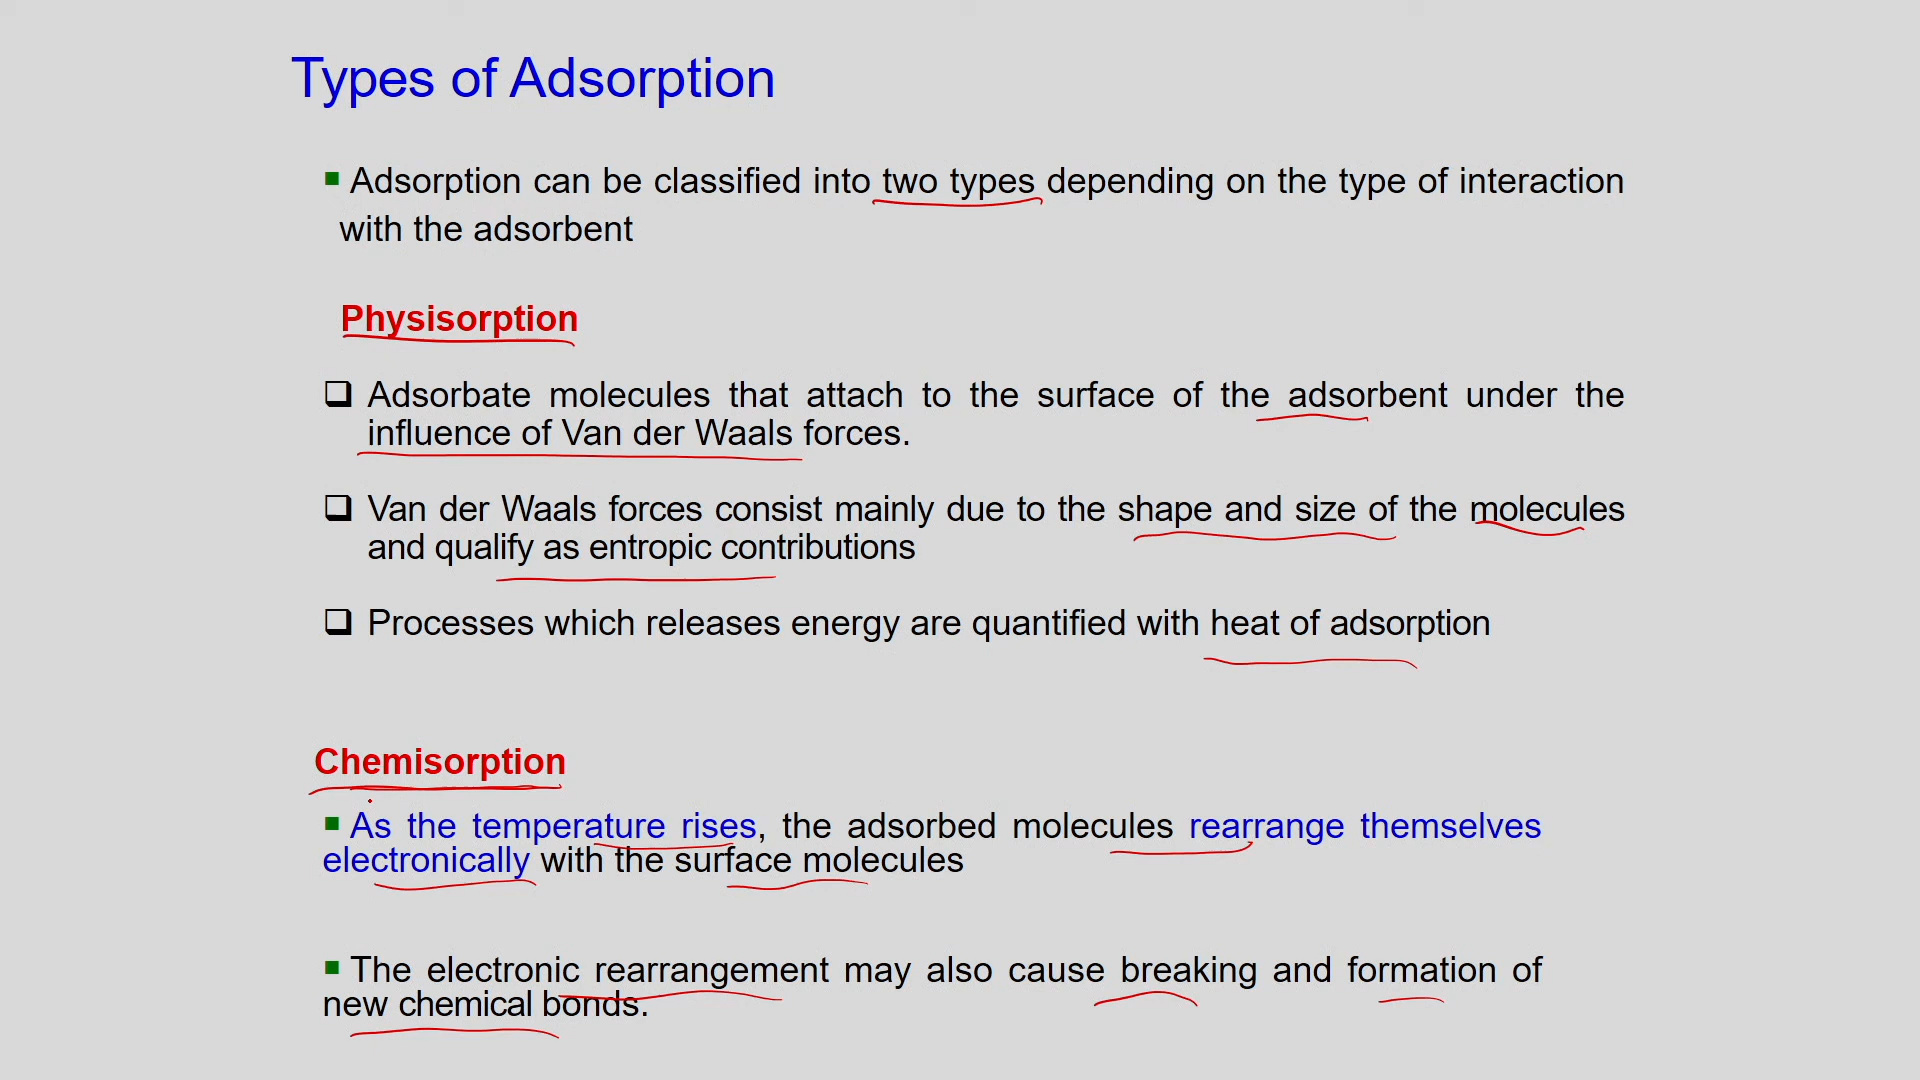 Types of Adsorption
Adsorption can be classified into two types depending on the type of interaction
with the adsorbent
Physisorption
Adsorbate molecules that attach to the surface of the adsorbent under the
influence of Van der Waals forces.
Van der Waals forces consist mainly due to the shape and size of the molecules
and qualify as entropic contributions
Processes which releases energy are quantified with heat of adsorption
Chemisorption
As the temperature rises, the adsorbed molecules rearrange themselves
electronically with the surface molecules
The electronic rearrangement may also cause breaking and formation of
new chemical bonds.